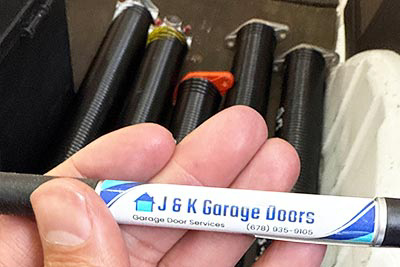 J & K Garage Doors
Garage Door Services (678) 935-9105